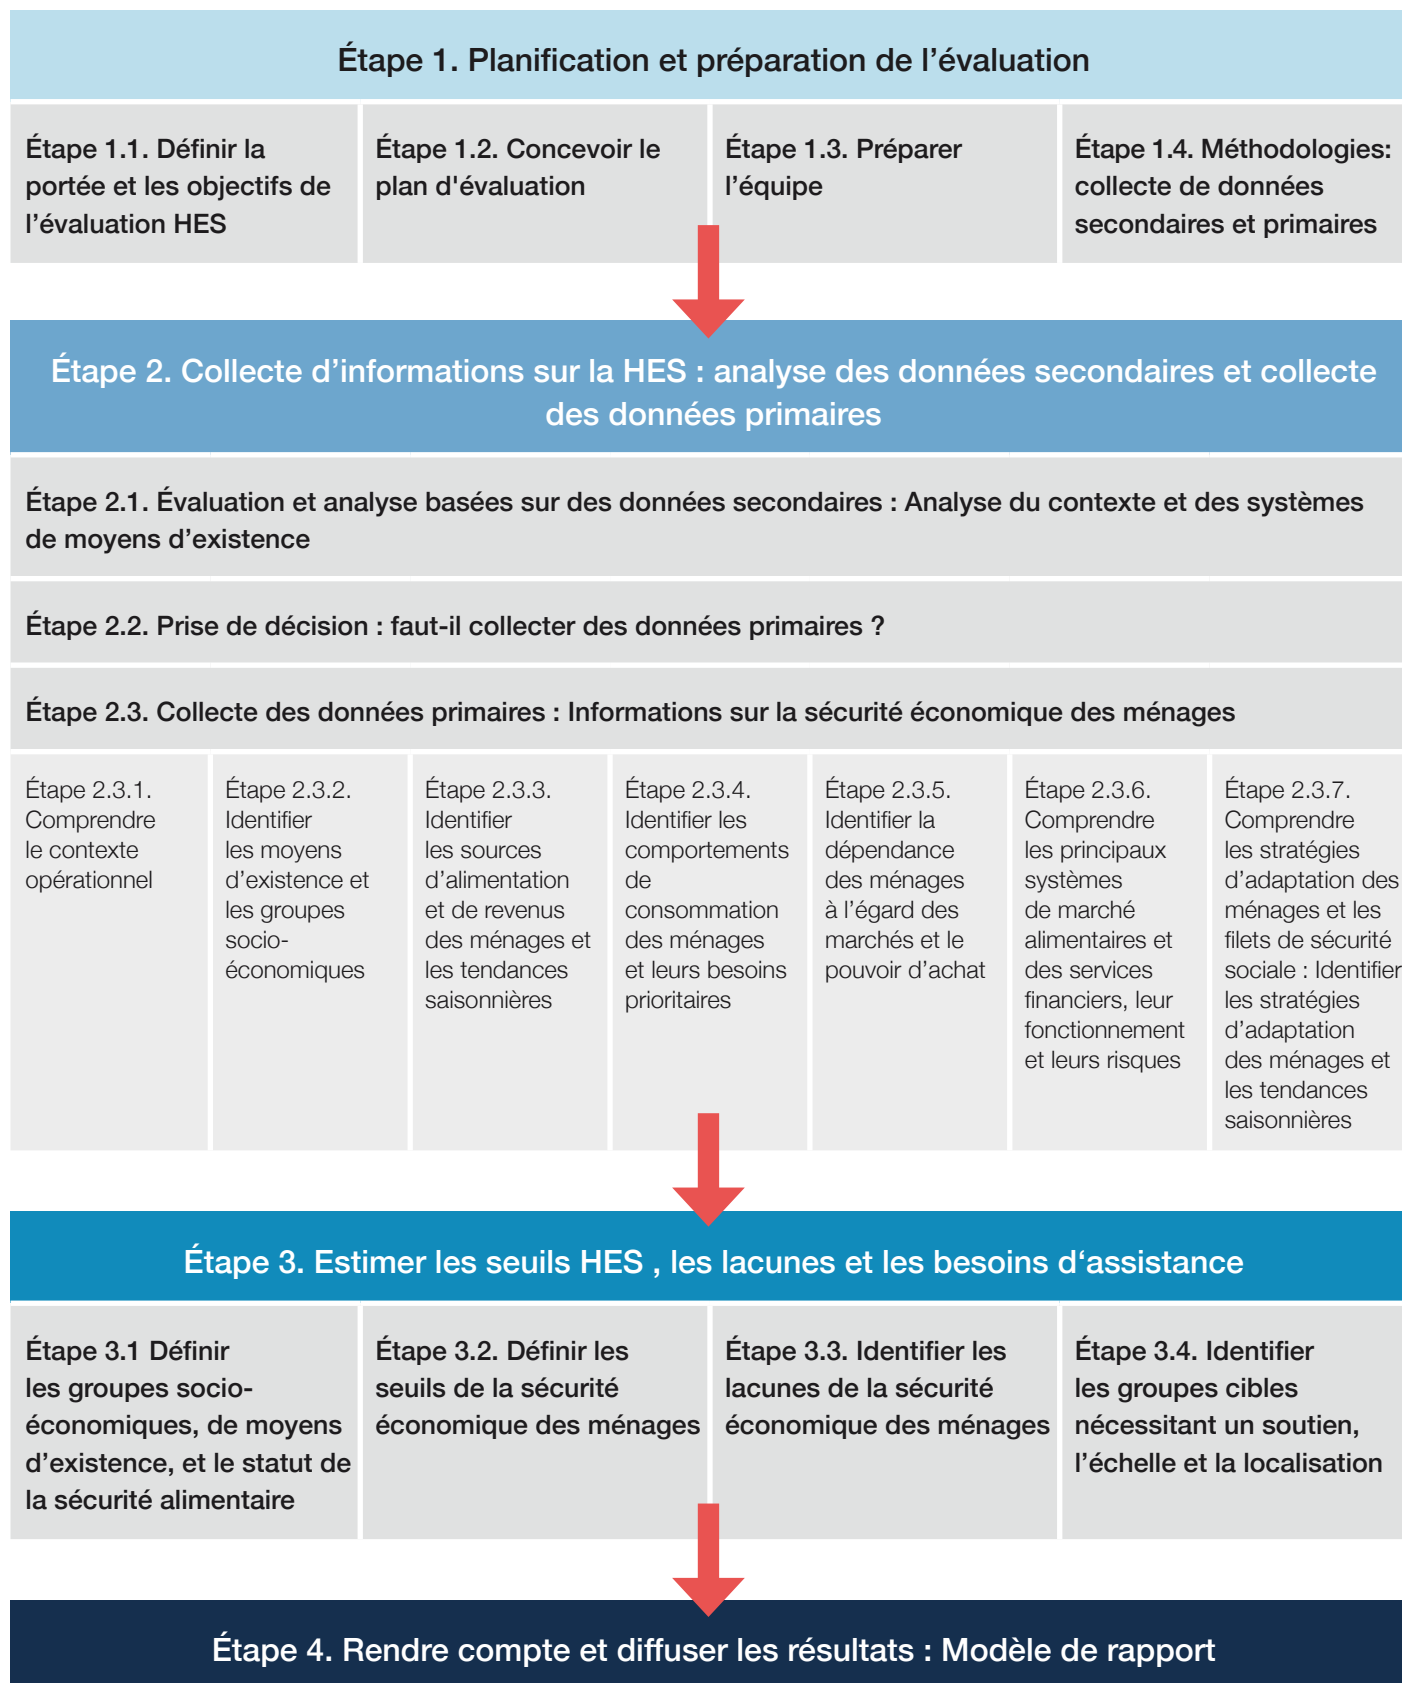 Étape 1. Planification et préparation de l’évaluation
Étape 1.1. Définir la
portée et les objectifs de
l’évaluation HES
Étape 1.2. Concevoir le
plan d'évaluation
Étape 1.3. Préparer
l’équipe
Étape 1.4. Méthodologies:
collecte de données
secondaires et primaires
Étape 2. Collecte d’informations sur la HES : analyse des données secondaires et collecte
des données primaires
Étape 2.1. Évaluation et analyse basées sur des données secondaires : Analyse du contexte et des systèmes
de moyens d’existence
Étape 2.2. Prise de décision : faut-il collecter des données primaires ?
Étape 2.3. Collecte des données primaires : Informations sur la sécurité économique des ménages
Étape 2.3.1.
Comprendre
le contexte
opérationnel
Étape 2.3.2.
Identifier
les moyens
d’existence et
les groupes
socio-
économiques
Étape 2.3.3.
Identifier
les sources
d’alimentation
et de revenus
des ménages et
les tendances
saisonnières
Étape 2.3.4.
Identifier les
comportements
de
consommation
des ménages
et leurs besoins
prioritaires
Étape 2.3.5.
Identifier la
dépendance
des ménages
à l’égard des
marchés et le
pouvoir d’achat
Étape 2.3.6.
Comprendre
les principaux
systèmes
de marché
alimentaires et
des services
financiers, leur
fonctionnement
et leurs risques
Étape 2.3.7.
Comprendre
les stratégies
d’adaptation des
ménages et les
filets de sécurité
sociale : Identifier
les stratégies
d’adaptation
des ménages et
les tendances
saisonnières
Étape 3. Estimer les seuils HES , les lacunes et les besoins d‘assistance
Étape 3.1 Définir
les groupes socio-
économiques, de moyens
d’existence, et le statut de
la sécurité alimentaire
Étape 3.2. Définir les
seuils de la sécurité
économique des ménages
Étape 3.3. Identifier les
lacunes de la sécurité
économique des ménages
Étape 3.4. Identifier
les groupes cibles
nécessitant un soutien,
l’échelle et la localisation
Étape 4. Rendre compte et diffuser les résultats : Modèle de rapport